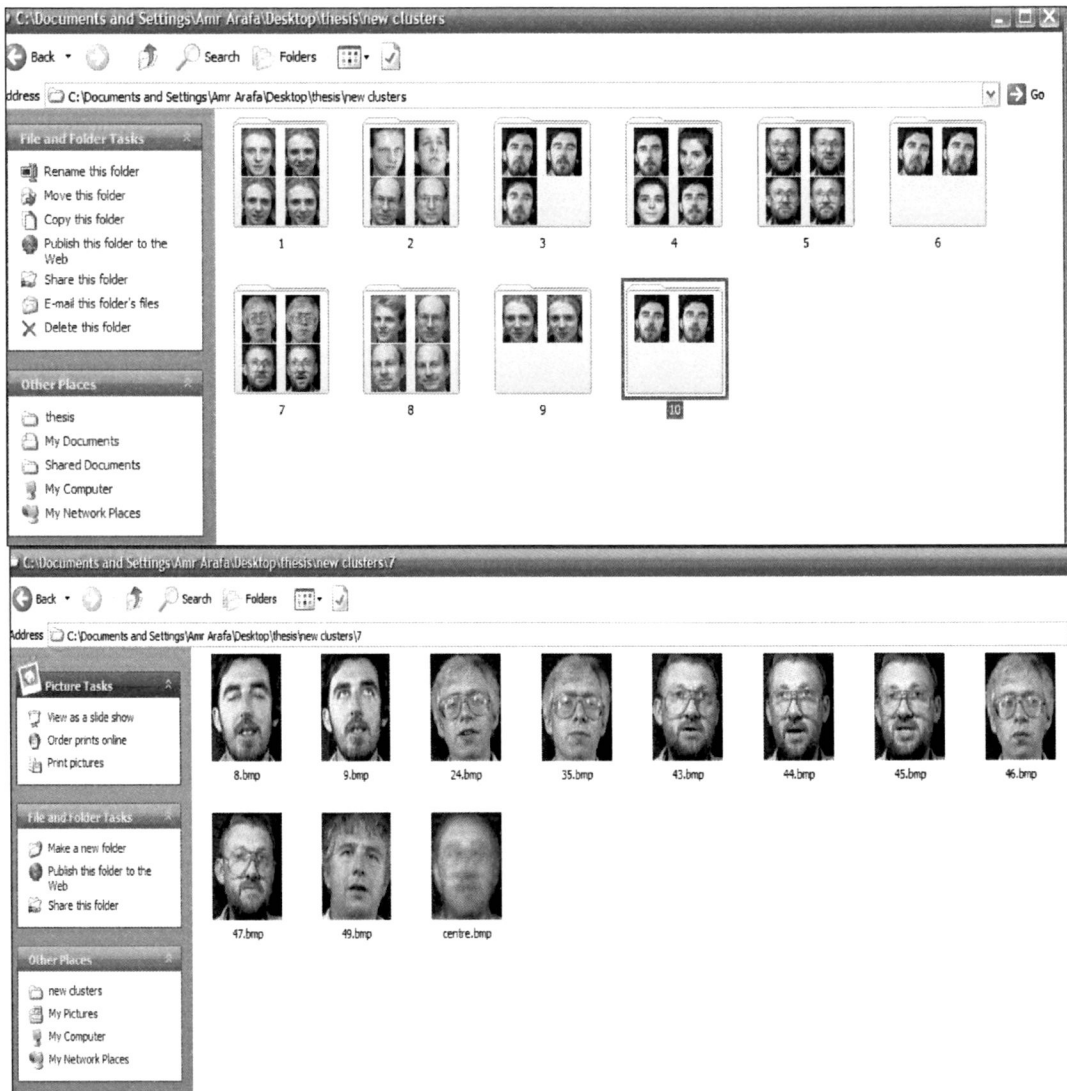 C:\Documents and Settings\Amr Arafa\Desktop\thesis\new clusters
Back Search Folders
ddress C:\Documents and Settings\Amr Arafa\Desktop\thesis\new clusters Go
File and Folder Tasks
Rename this folder
Move this folder
Copy this folder
Publish this folder to the
Web
Share this folder
E-mail this folder's files
Delete this folder
Other Places
thesis
My Documents
Shared Documents
My Computer
My Network Places
1 2 3 4 5 6
7 8 9 10
C:\Documents and Settings\Amr Arafa\Desktop\thesis\new clusters\7
Back Search Folders
Address C:\Documents and Settings\Amr Arafa\Desktop\thesis\new clusters\7
Picture Tasks
View as a slide show
Order prints online
Print pictures
File and Folder Tasks
Make a new folder
Publish this folder to the
Web
Share this folder
Other Places
new clusters
My Pictures
My Computer
My Network Places
8.bmp 9.bmp 24.bmp 35.bmp 43.bmp 44.bmp 45.bmp 46.bmp
47.bmp 49.bmp centre.bmp